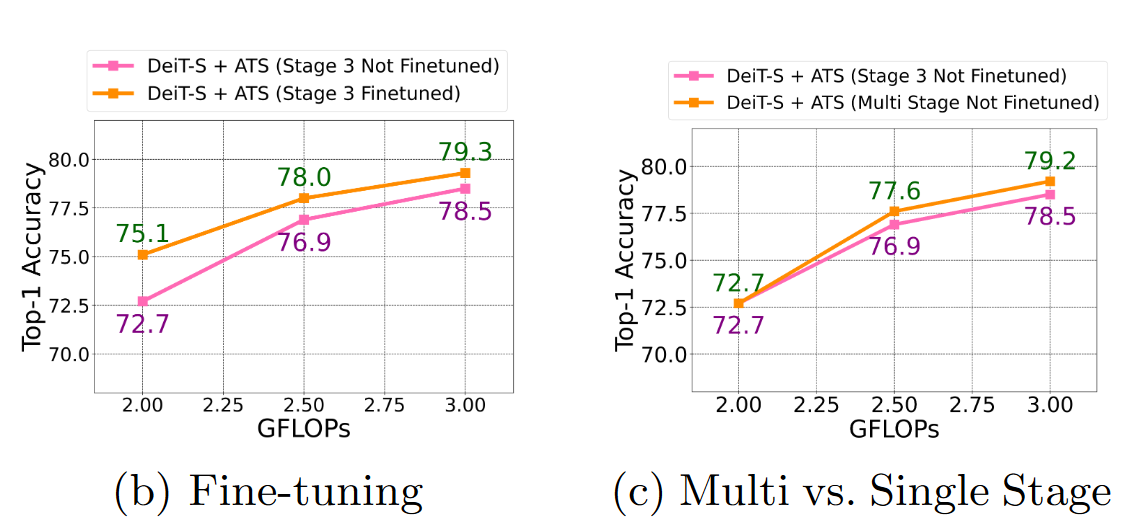 DeiT-S + ATS (Stage 3 Not Finetuned)
DeiT-S + ATS (Stage 3 Finetuned)
Top-1 Accuracy
80.0
77.5
75.0
72.5
70.0
75.1
78.0
79.3
72.7
76.9
78.5
2.00 2.25 2.50 2.75 3.00
GFLOPs
(b) Fine-tuning
DeiT-S + ATS (Stage 3 Not Finetuned)
DeiT-S + ATS (Multi Stage Not Finetuned)
Top-1 Accuracy
80.0
77.5
75.0
72.5
70.0
72.7
77.6
79.2
72.7
76.9
78.5
2.00 2.25 2.50 2.75 3.00
GFLOPs
(c) Multi vs. Single Stage